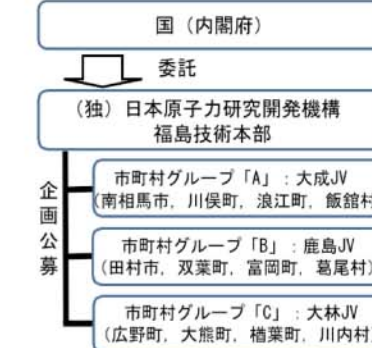 国（内閣府）
委託
（独）日本原子力研究開発機構
福島技術本部
企画公募
市町村グループ「A」：大成JV
(南相馬市，川俣町，浪江町，飯舘村)
市町村グループ「B」：鹿島JV
(田村市，双葉町，富岡町，葛尾村)
市町村グループ「C」：大林JV
(広野町，大熊町，楢葉町，川内村)